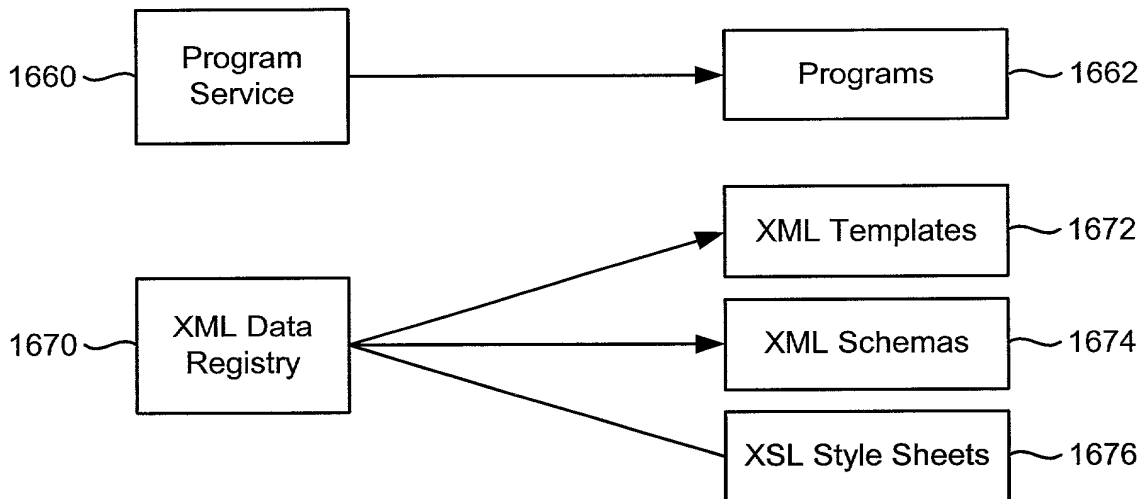 1660
Program
Service
Programs
1662
XML Templates
1672
1670
XML Data
Registry
XML Schemas
1674
XSL Style Sheets
1676